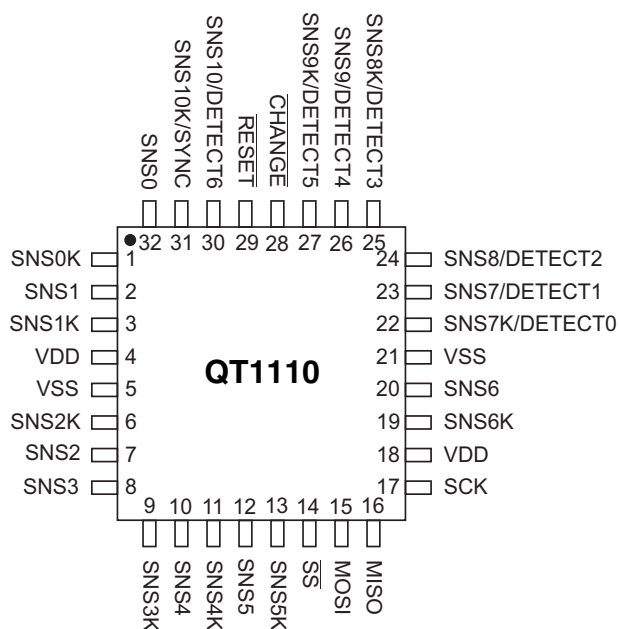 SNS0
SNS10K/SYNC
SNS10/DETECT6
RESET
CHANGE
SNS9K/DETECT5
SNS9/DETECT4
SNS8K/DETECT3
32 31 30 29 28 27 26 25
SNS0K 1
SNS1 2
SNS1K 3
VDD 4
VSS 5
SNS2K 6
SNS2 7
SNS3 8
QT1110
24 SNS8/DETECT2
23 SNS7/DETECT1
22 SNS7K/DETECT0
21 VSS
20 SNS6
19 SNS6K
18 VDD
17 SCK
9 10 11 12 13 14 15 16
SNS3K
SNS4
SNS4K
SNS5
SNS5K
SS
MOSI
MISO